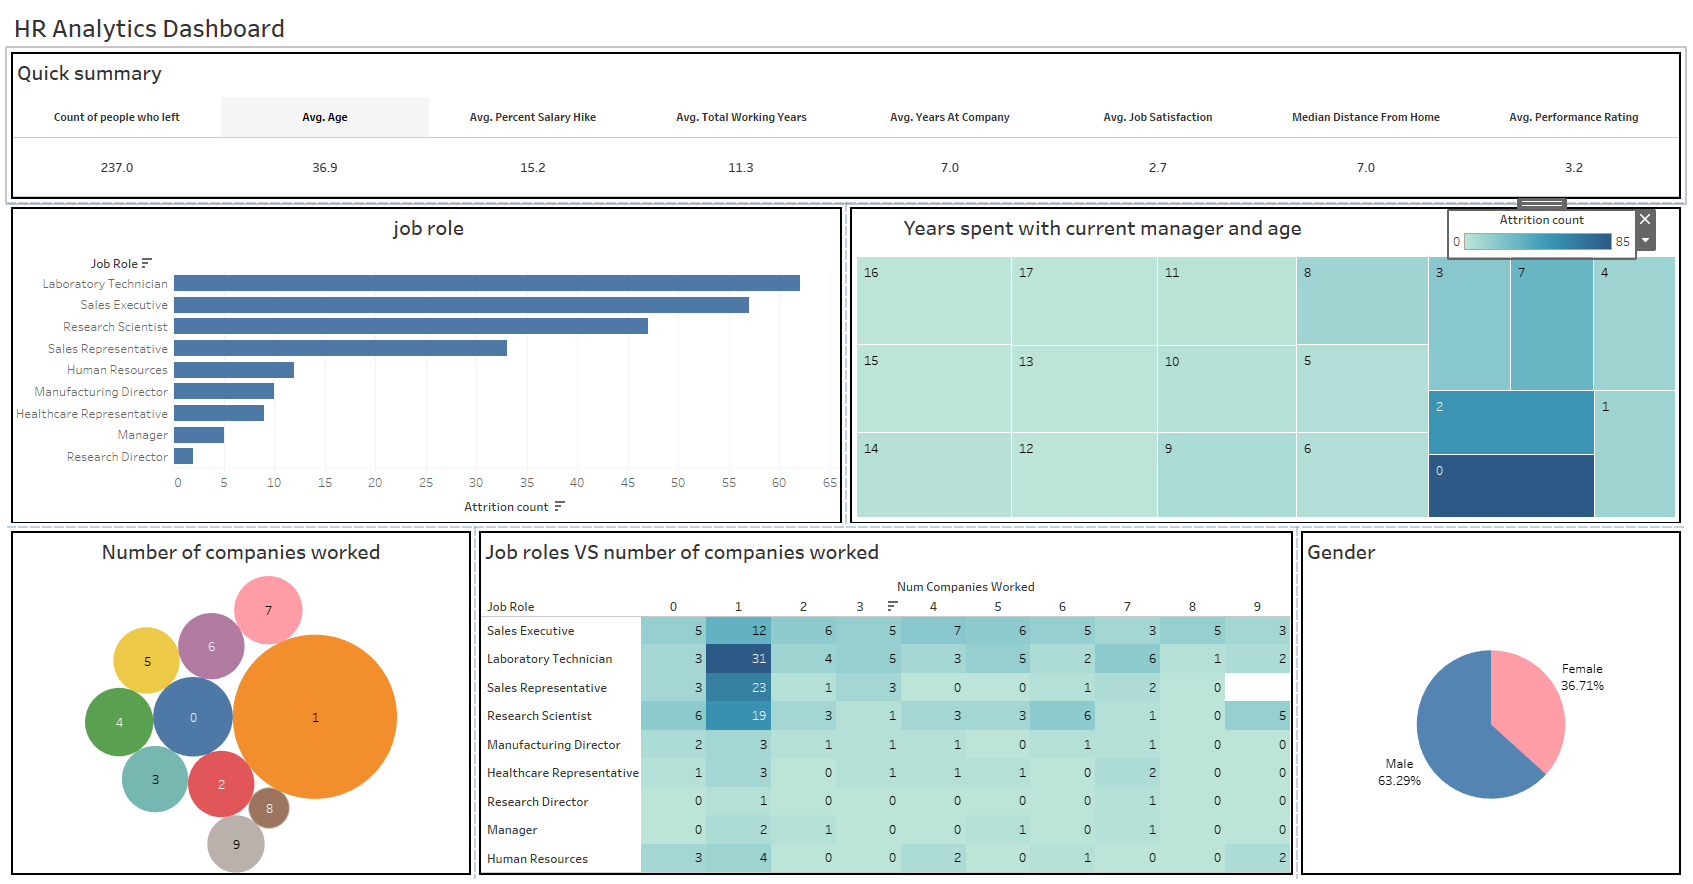 HR Analytics Dashboard
Quick summary
Count of people who left Avg. Age Avg. Percent Salary Hike Avg. Total Working Years Avg. Years At Company Avg. Job Satisfaction Median Distance From Home Avg. Performance Rating
237.0 36.9 15.2 11.3 7.0 2.7 7.0 3.2
job role
Job Role
Laboratory Technician
Sales Executive
Research Scientist
Sales Representative
Human Resources
Manufacturing Director
Healthcare Representative
Manager
Research Director
0 5 10 15 20 25 30 35 40 45 50 55 60 65
Attrition count
Years spent with current manager and age
Attrition count
0 85
16 17 11 8 3 7 4
15 13 10 5
2 1
14 12 9 6
0
Number of companies worked
7
6
5
1
0
4
3
2
8
9
Job roles VS number of companies worked
Num Companies Worked
Job Role 0 1 2 3 4 5 6 7 8 9
Sales Executive 5 12 6 5 7 6 5 3 5 3
Laboratory Technician 3 31 4 5 3 5 2 6 1 2
Sales Representative 3 23 1 3 0 0 1 2 0
Research Scientist 6 19 3 1 3 3 6 1 0 5
Manufacturing Director 2 3 1 1 1 0 1 1 0 0
Healthcare Representative 1 3 0 1 1 1 0 2 0 0
Research Director 0 1 0 0 0 0 0 1 0 0
Manager 0 2 1 0 0 1 0 1 0 0
Human Resources 3 4 0 0 2 0 1 0 0 2
Gender
Female
36.71%
Male
63.29%